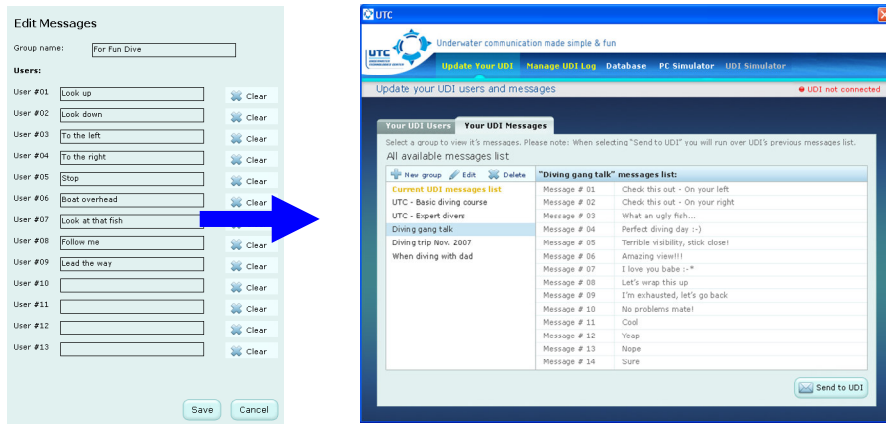 Edit Messages
Group name: For Fun Dive
Users:
User #01 Look up Clear
User #02 Look down Clear
User #03 To the left Clear
User #04 To the right Clear
User #05 Stop Clear
User #06 Boat overhead Clear
User #07 Look at that fish
User #08 Follow me Clear
User #09 Lead the way Clear
User #10 Clear
User #11 Clear
User #12 Clear
User #13 Clear
Save Cancel
UTC
UTC
Underwater communication made simple & fun
Update Your UDI Manage UDI Log Database PC Simulator UDI Simulator
Update your UDI users and messages UDI not connected
Your UDI Users Your UDI Messages
Select a group to view it's messages. Please note: When selecting "Send to UDI" you will run over UDI's previous messages list.
All available messages list
New group Edit Delete "Diving gang talk" messages list:
Current UDI messages list Message # 01 Check this out - On your left
UTC - Basic diving course Message # 02 Check this out - On your right
UTC - Expert divers Message # 03 What an ugly fish...
Diving gang talk Message # 04 Perfect diving day :-)
Diving trip Nov. 2007 Message # 05 Terrible visibility, stick close!
When diving with dad Message # 06 Amazing view!!!
Message # 07 I love you babe :-*
Message # 08 Let's wrap this up
Message # 09 I'm exhausted, let's go back
Message # 10 No problems mate!
Message # 11 Cool
Message # 12 Yeap
Message # 13 Nope
Message # 14 Sure
Send to UDI